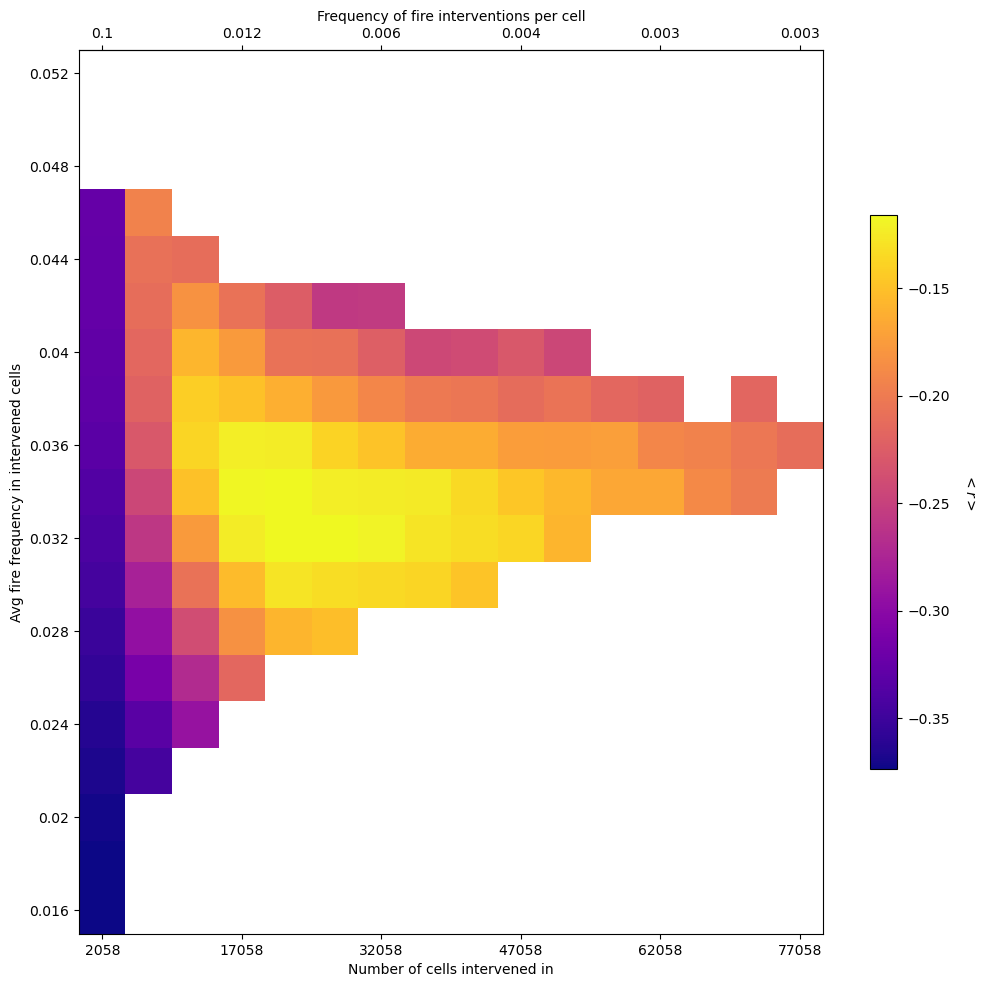 Frequency of fire interventions per cell
0.1 0.012 0.006 0.004 0.003 0.003
0.052
0.048
0.044
0.04
0.036
0.032
0.028
0.024
0.02
0.016
Avg fire frequency in intervened cells
2058 17058 32058 47058 62058 77058
Number of cells intervened in
−0.15
−0.20
−0.25
−0.30
−0.35
<r>